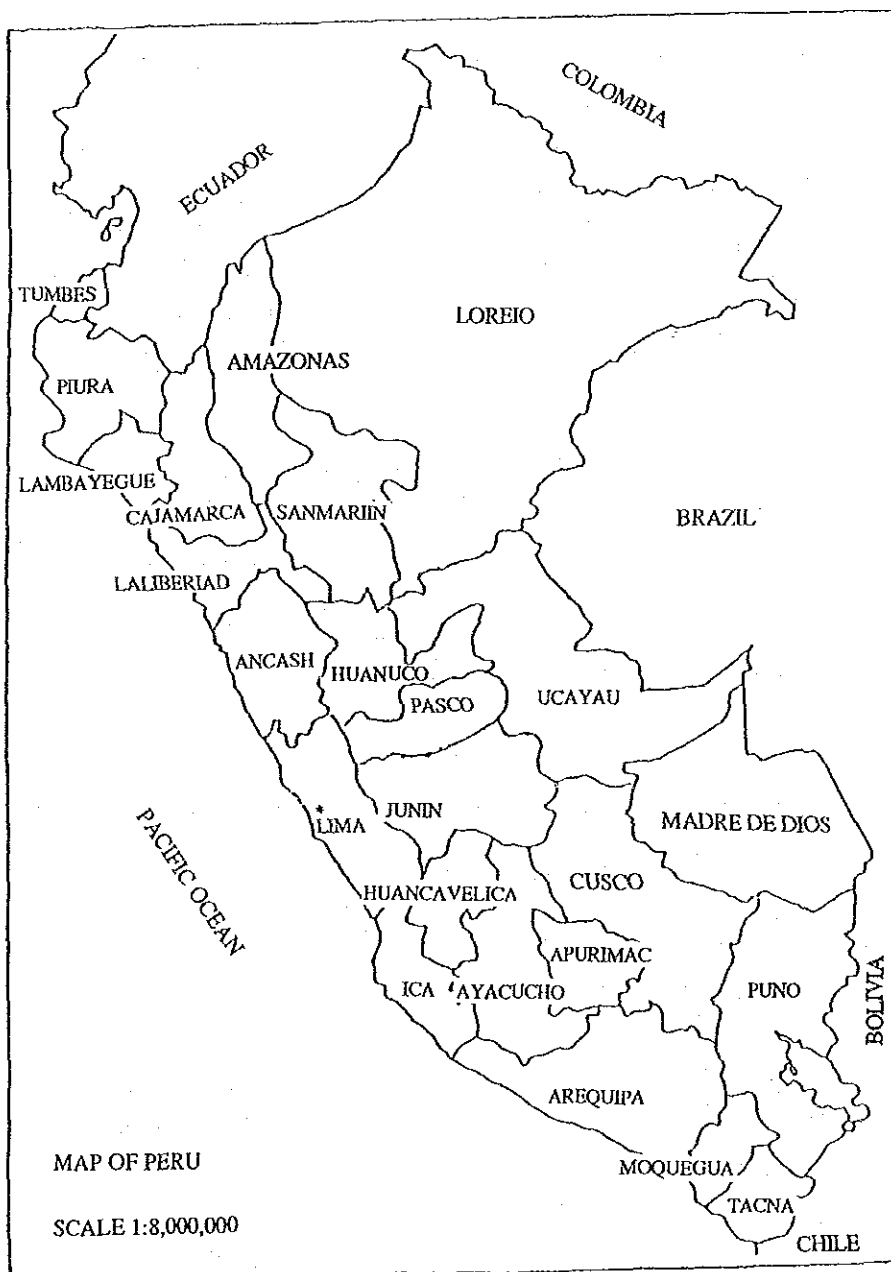 COLOMBIA
ECUADOR
TUMBES
LOREIO
AMAZONAS
PIURA
LAMBAYEGUE
CAJAMARCA
SANMARIIN
BRAZIL
LALIBERIAD
ANCASH
HUANUCO
PASCO
UCAYAU
*LIMA
JUNIN
MADRE DE DIOS
PACIFIC OCEAN
HUANCAVELICA
CUSCO
APURIMAC
ICA
AYACUCHO
PUNO
BOLIVIA
AREQUIPA
MOQUEGUA
TACNA
CHILE
MAP OF PERU
SCALE 1:8,000,000